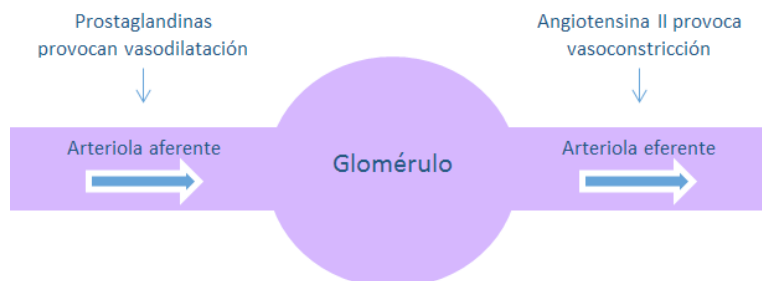 Prostaglandinas
provocan vasodilatación
Angiotensina II provoca
vasoconstricción
Arteriola aferente
Glomérulo
Arteriola eferente